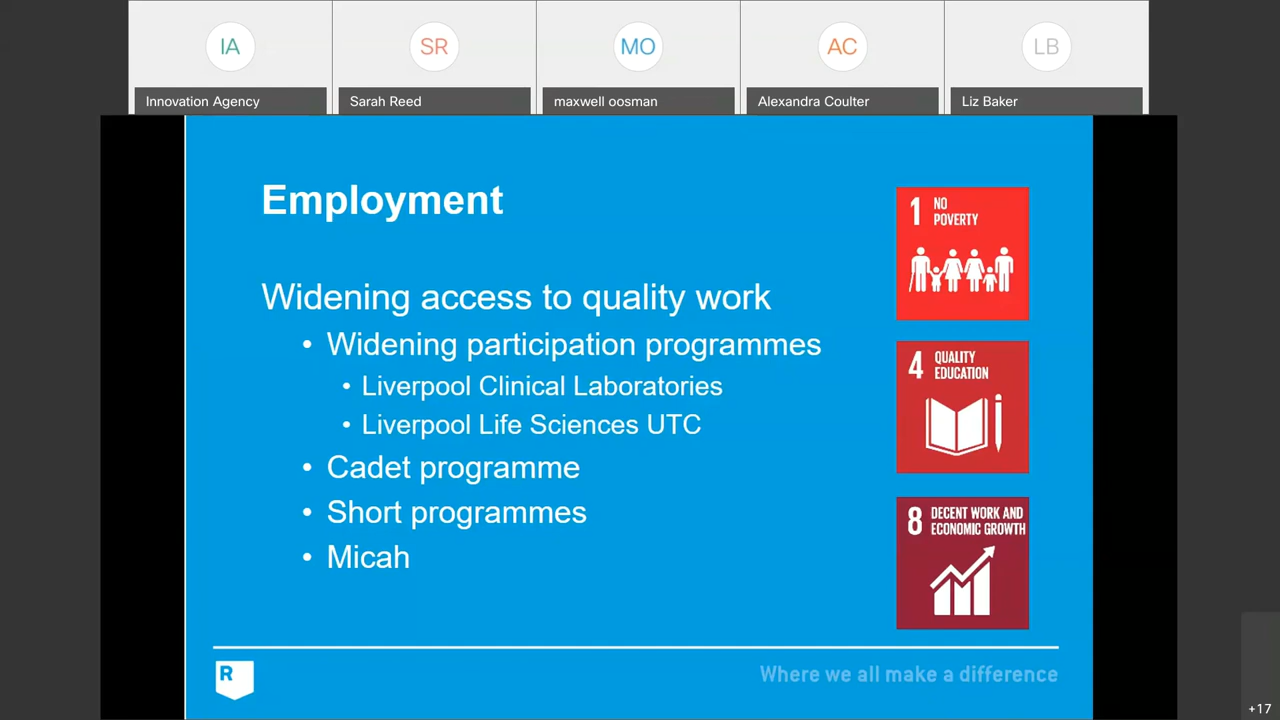 IA
SR
MO
AC
LB
Innovation Agency
Sarah Reed
maxwell oosman
Alexandra Coulter
Liz Baker
Employment
Widening access to quality work
• Widening participation programmes
• Liverpool Clinical Laboratories
• Liverpool Life Sciences UTC
• Cadet programme
• Short programmes
• Micah
1 NO
POVERTY
4 QUALITY
EDUCATION
8 DECENT WORK AND
ECONOMIC GROWTH
R
Where we all make a difference
+17